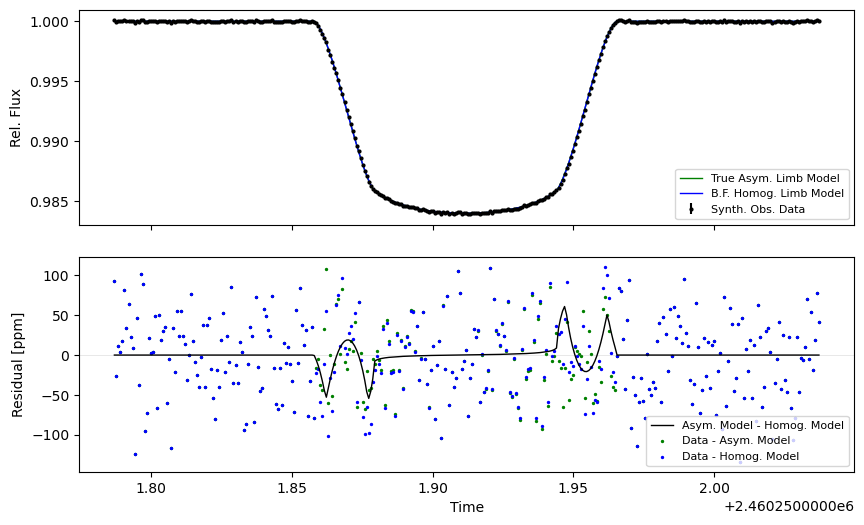 1.000
0.995
0.990
0.985
Rel. Flux
True Asym. Limb Model
B.F. Homog. Limb Model
Synth. Obs. Data
100
50
0
−50
−100
Residual [ppm]
Asym. Model - Homog. Model
Data - Asym. Model
Data - Homog. Model
1.80 1.85 1.90 1.95 2.00
Time
+2.4602500000e6